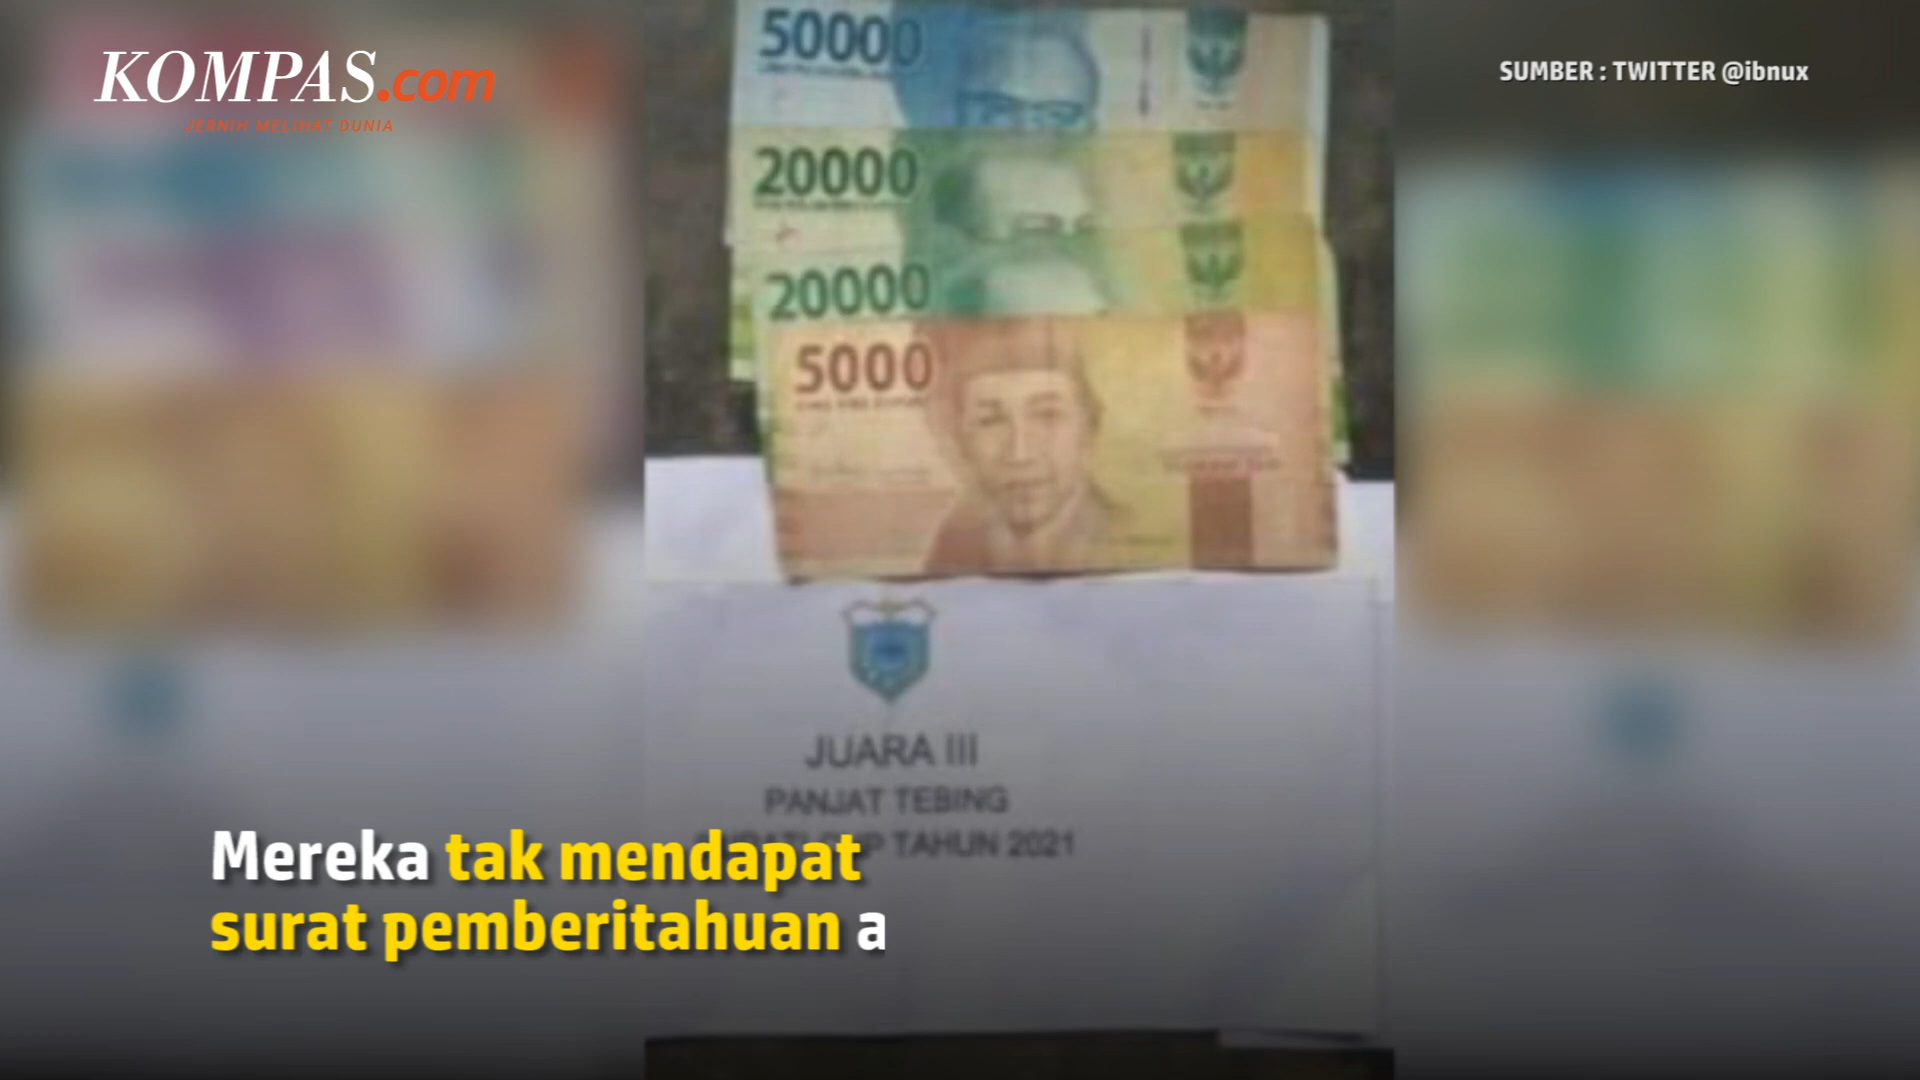 KOMPAS.com
JERNIH MELIHAT DUNIA
SUMBER : TWITTER @ibnux
50000
20000
20000
5000
JUARA III
PANJAT TEBING
TAHUN 2021
Mereka tak mendapat
surat pemberitahuan a